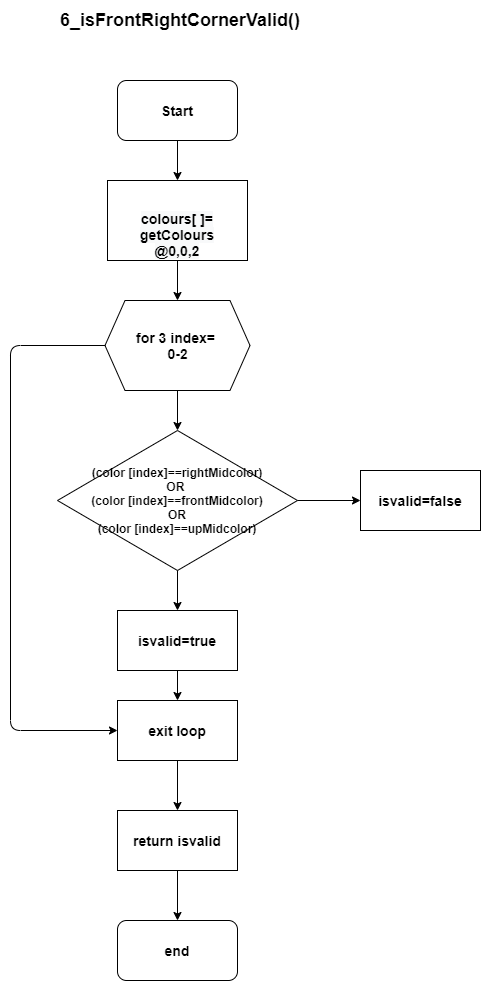 6_isFrontRightCornerValid()
Start
colours[ ]=
getColours
@0,0,2
for 3 index=
0-2
(color [index]==rightMidcolor)
OR
(color [index]==frontMidcolor)
OR
(color [index]==upMidcolor)
isvalid=false
isvalid=true
exit loop
return isvalid
end